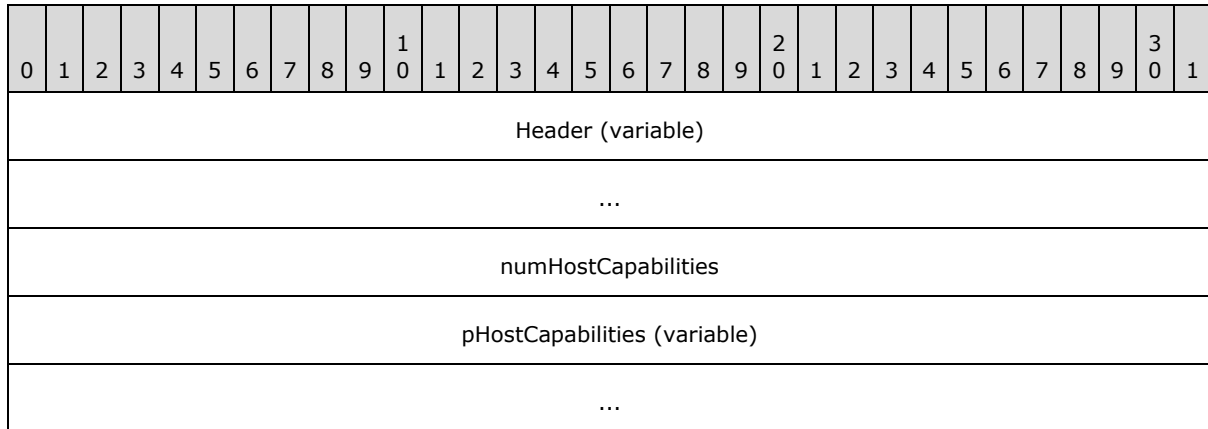 1 2 3
0 1 2 3 4 5 6 7 8 9 0 1 2 3 4 5 6 7 8 9 0 1 2 3 4 5 6 7 8 9 0 1
Header (variable)
...
numHostCapabilities
pHostCapabilities (variable)
...